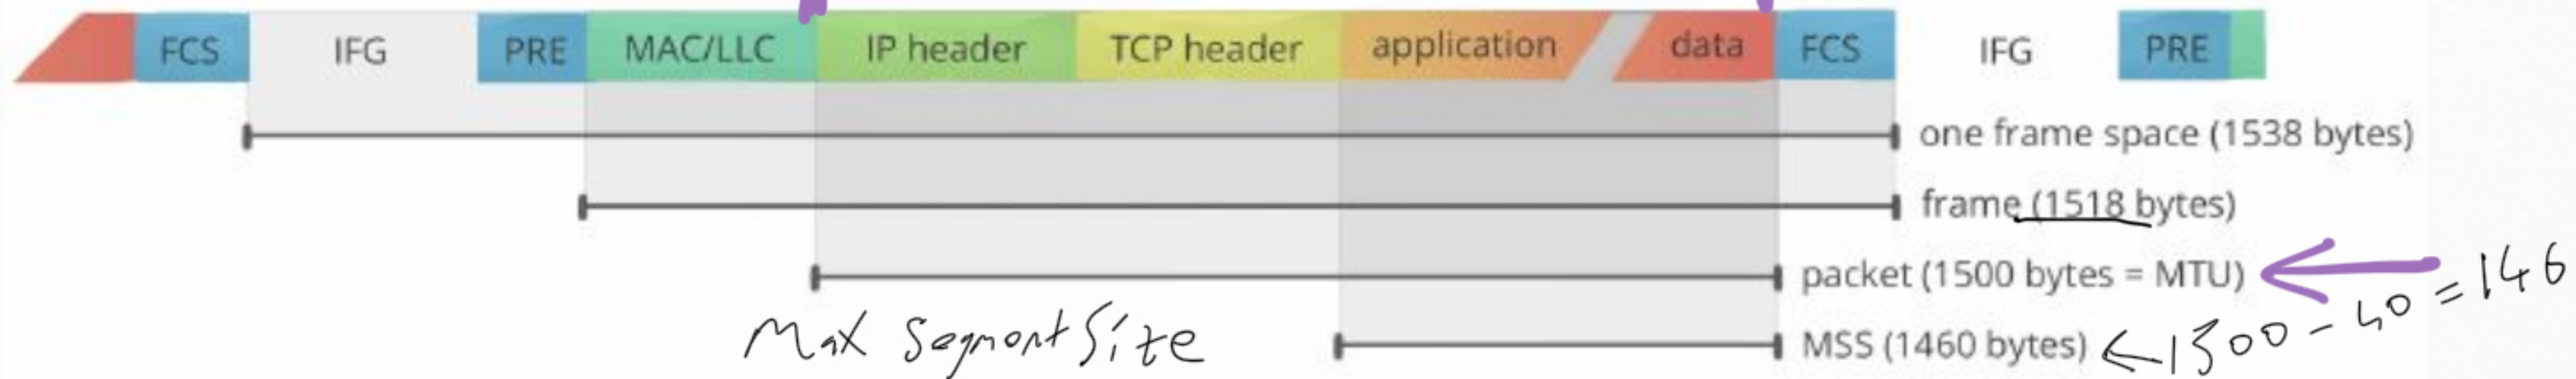 FCS IFG PRE MAC/LLC IP header TCP header application data FCS IFG PRE
one frame space (1538 bytes)
frame (1518 bytes)
packet (1500 bytes = MTU)
Max Segment Size
MSS (1460 bytes)
1500 - 40 = 146